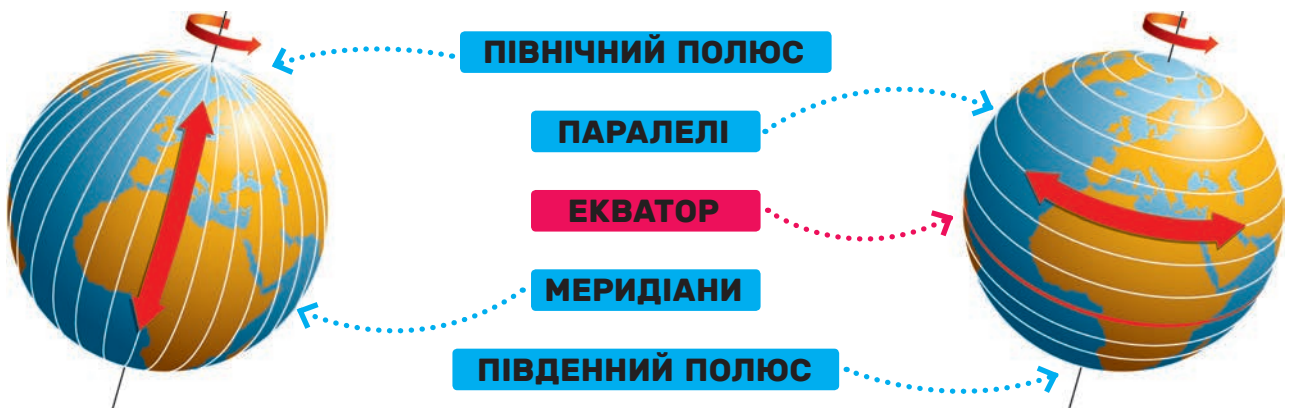 ПІВНІЧНИЙ ПОЛЮС
ПАРАЛЕЛІ
ЕКВАТОР
МЕРИДІАНИ
ПІВДЕННИЙ ПОЛЮС